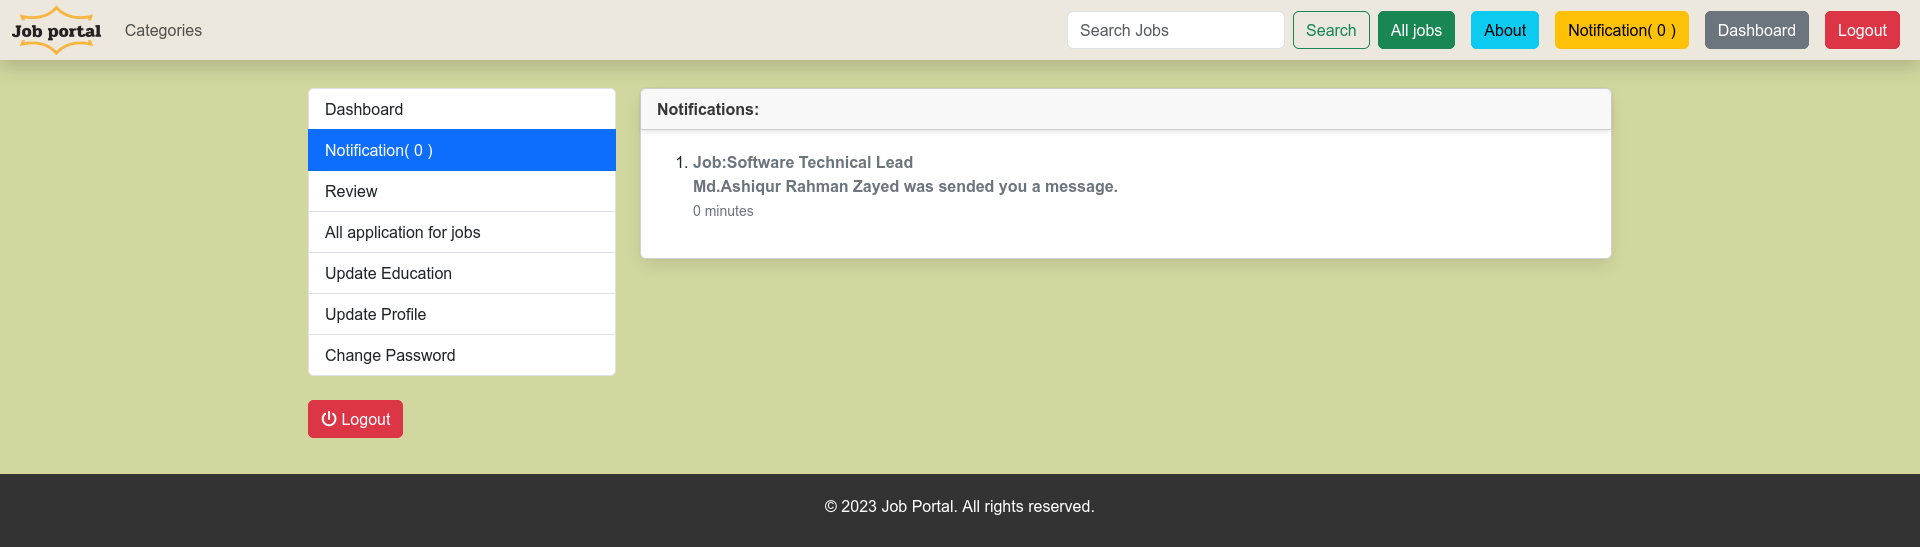 Job portal
Categories
Search Jobs
Search
All jobs
About
Notification( 0 )
Dashboard
Logout
Dashboard
Notification( 0 )
Review
All application for jobs
Update Education
Update Profile
Change Password
Logout
Notifications:
1. Job:Software Technical Lead
Md.Ashiqur Rahman Zayed was sended you a message.
0 minutes
© 2023 Job Portal. All rights reserved.